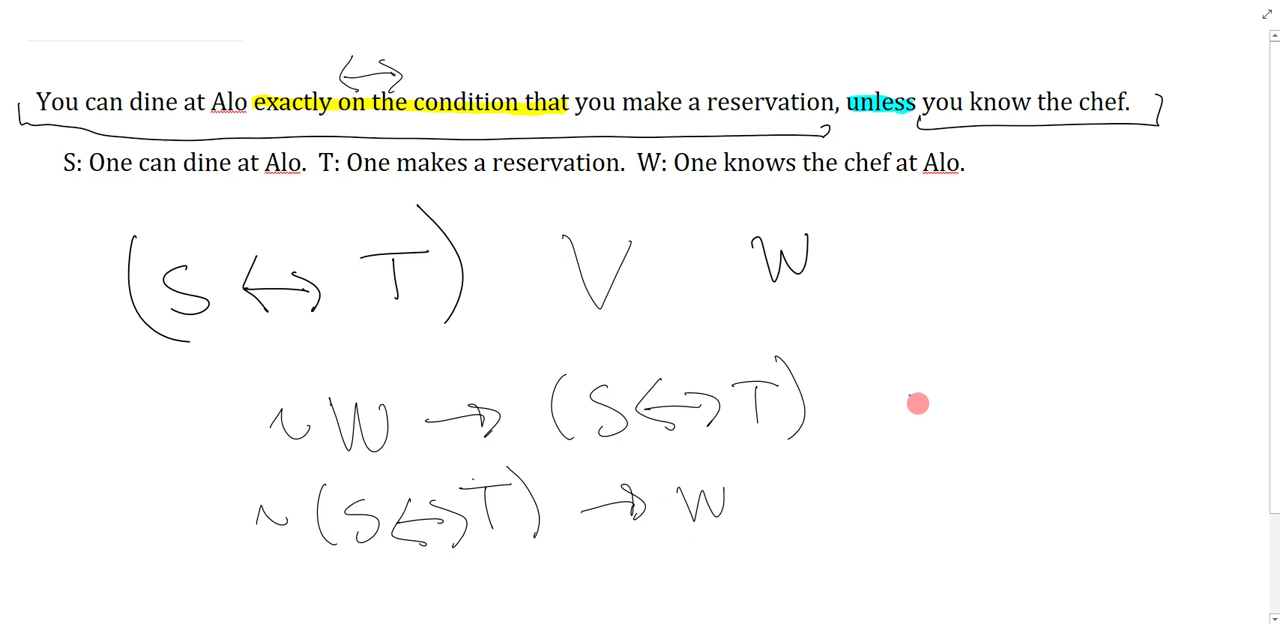 You can dine at Alo exactly on the condition that you make a reservation, unless you know the chef.
S: One can dine at Alo. T: One makes a reservation. W: One knows the chef at Alo.
(S ↔ T) V W
~ W → (S ↔ T)
~ (S ↔ T) → W